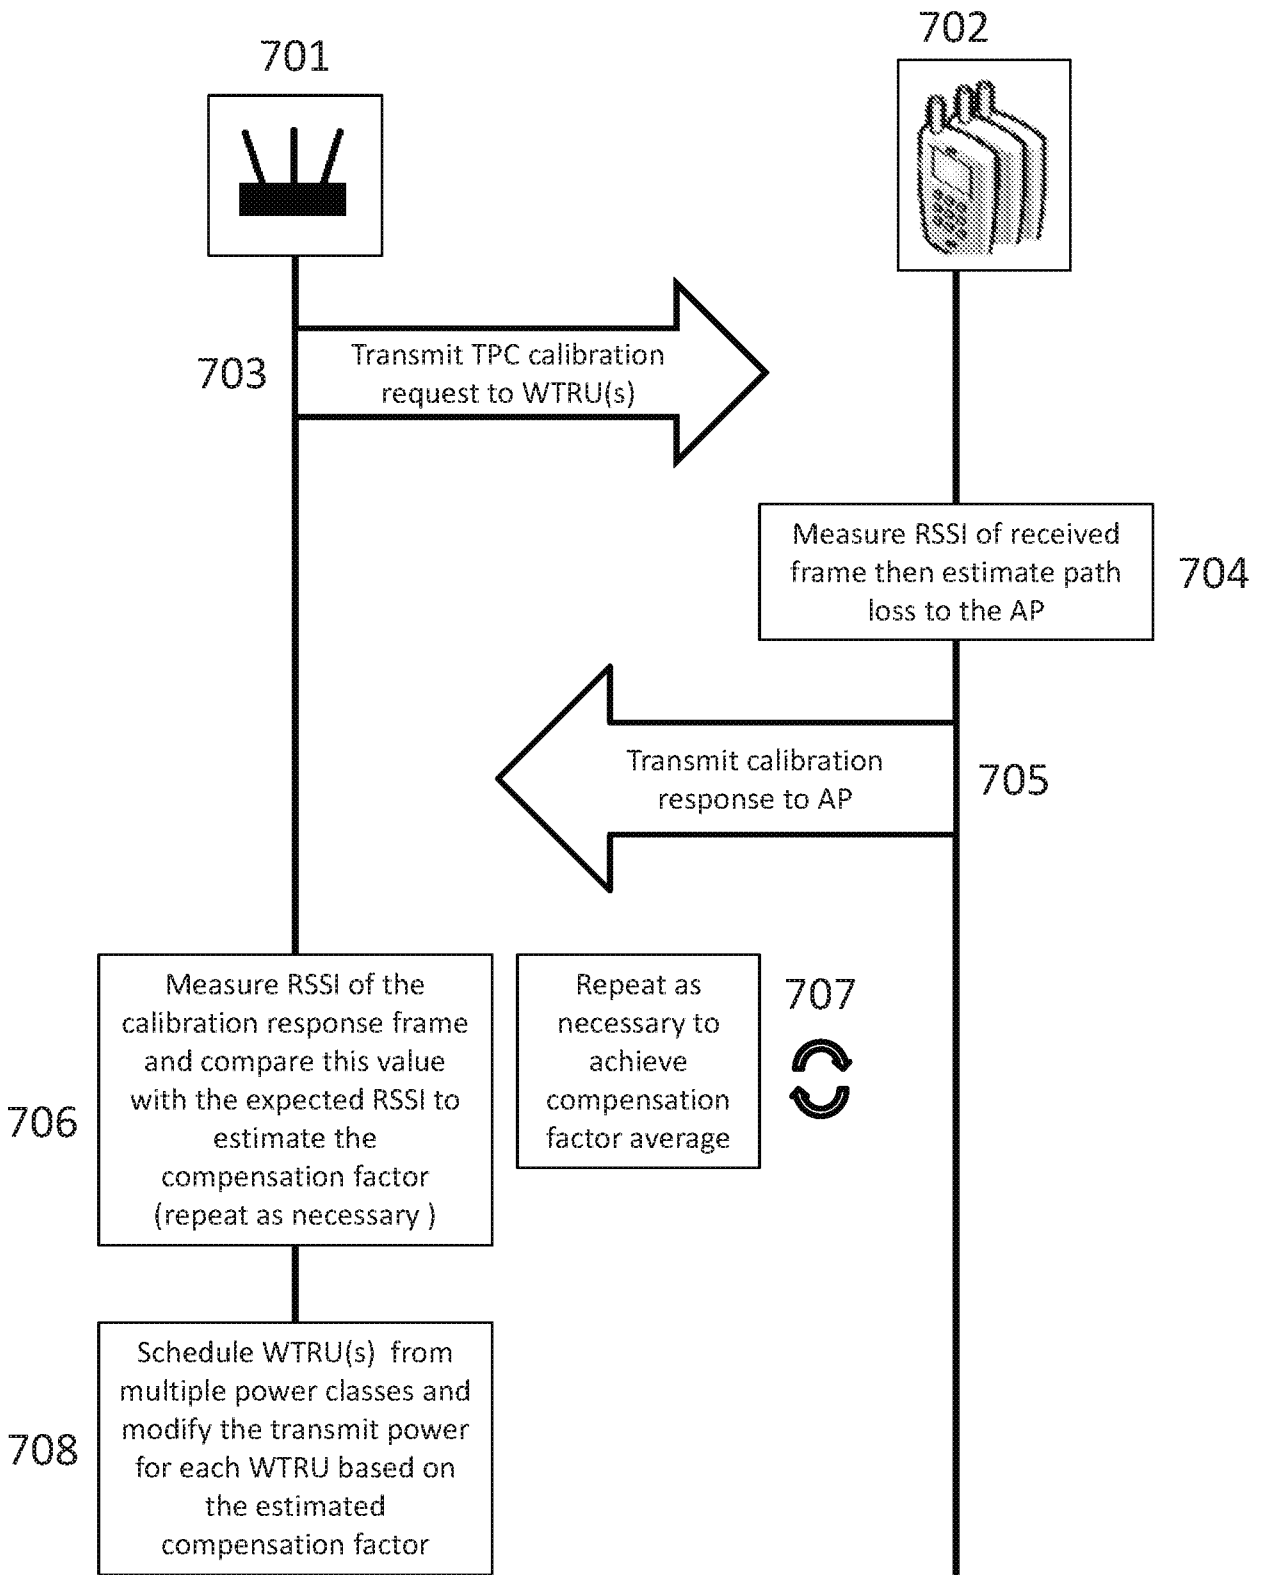 701
702
703
Transmit TPC calibration
request to WTRU(s)
Measure RSSI of received
frame then estimate path
loss to the AP
704
Transmit calibration
response to AP
705
706
Measure RSSI of the
calibration response frame
and compare this value
with the expected RSSI to
estimate the
compensation factor
(repeat as necessary )
Repeat as
necessary to
achieve
compensation
factor average
707
708
Schedule WTRU(s) from
multiple power classes and
modify the transmit power
for each WTRU based on
the estimated
compensation factor